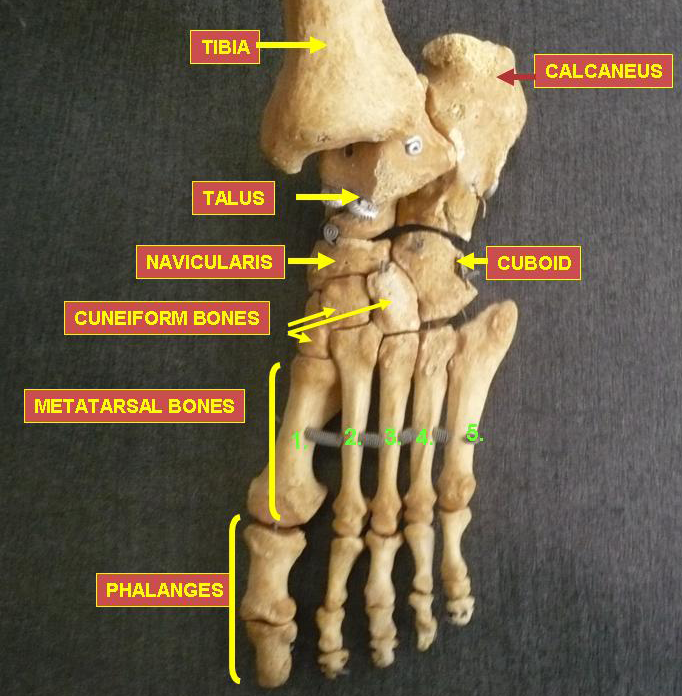 TIBIA
CALCANEUS
TALUS
NAVICULARIS
CUBOID
CUNEIFORM BONES
METATARSAL BONES
1. 2. 3. 4. 5.
PHALANGES